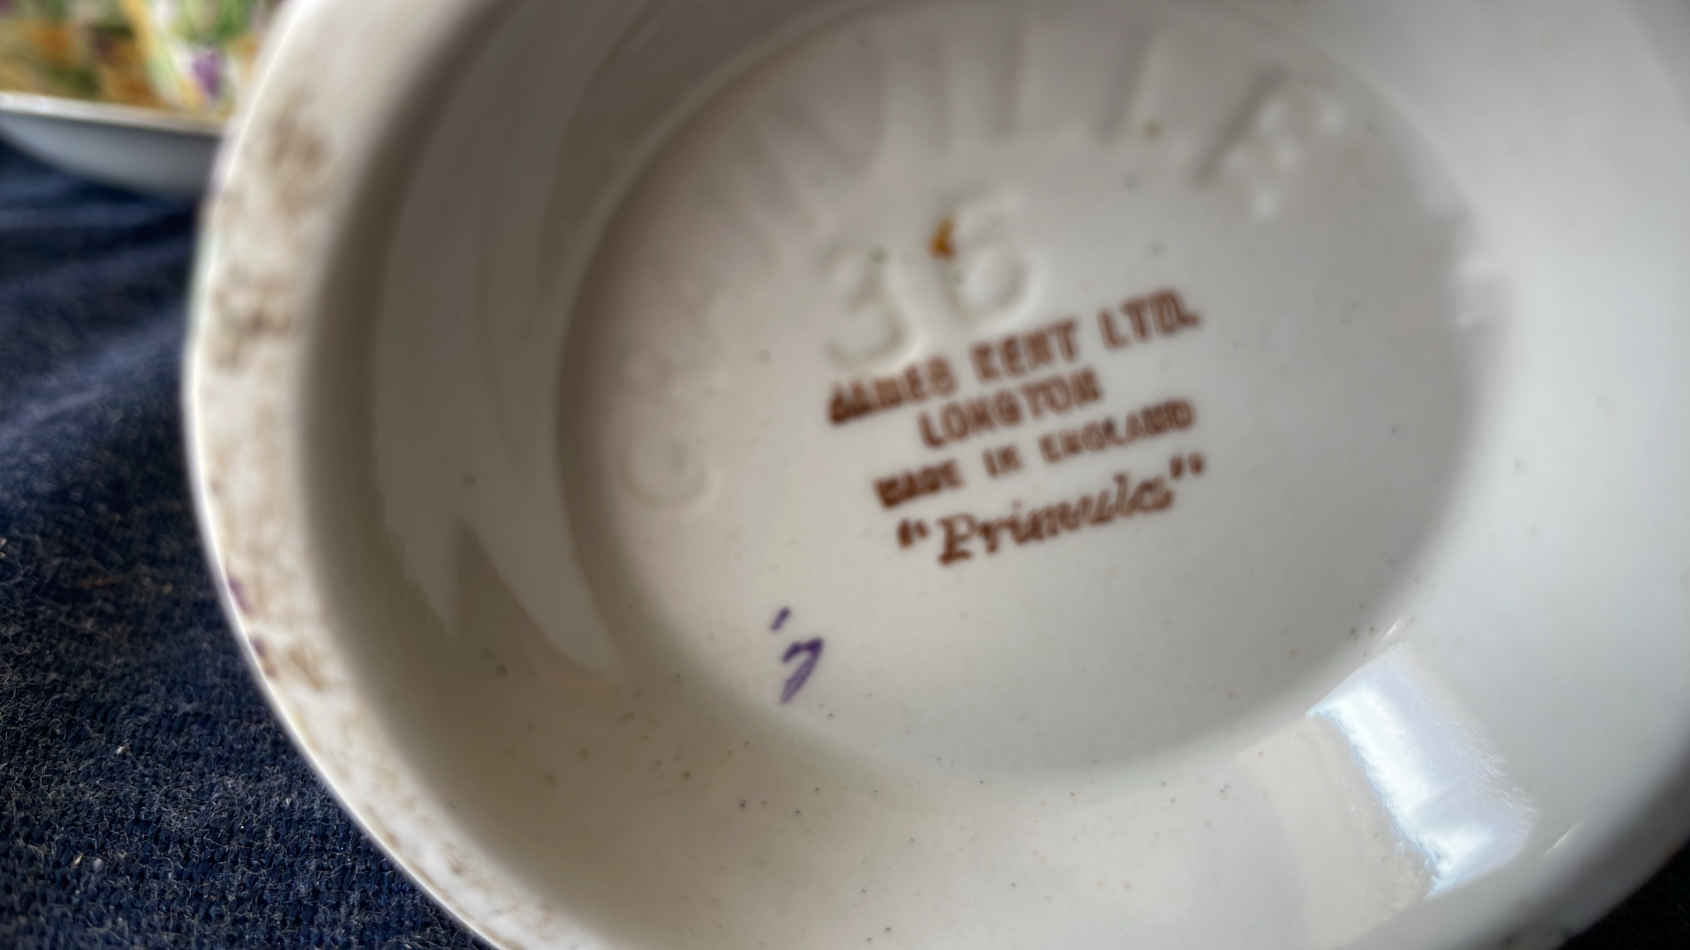 36
JAMES KENT LTD.
LONGTON
MADE IN ENGLAND
"Primula"